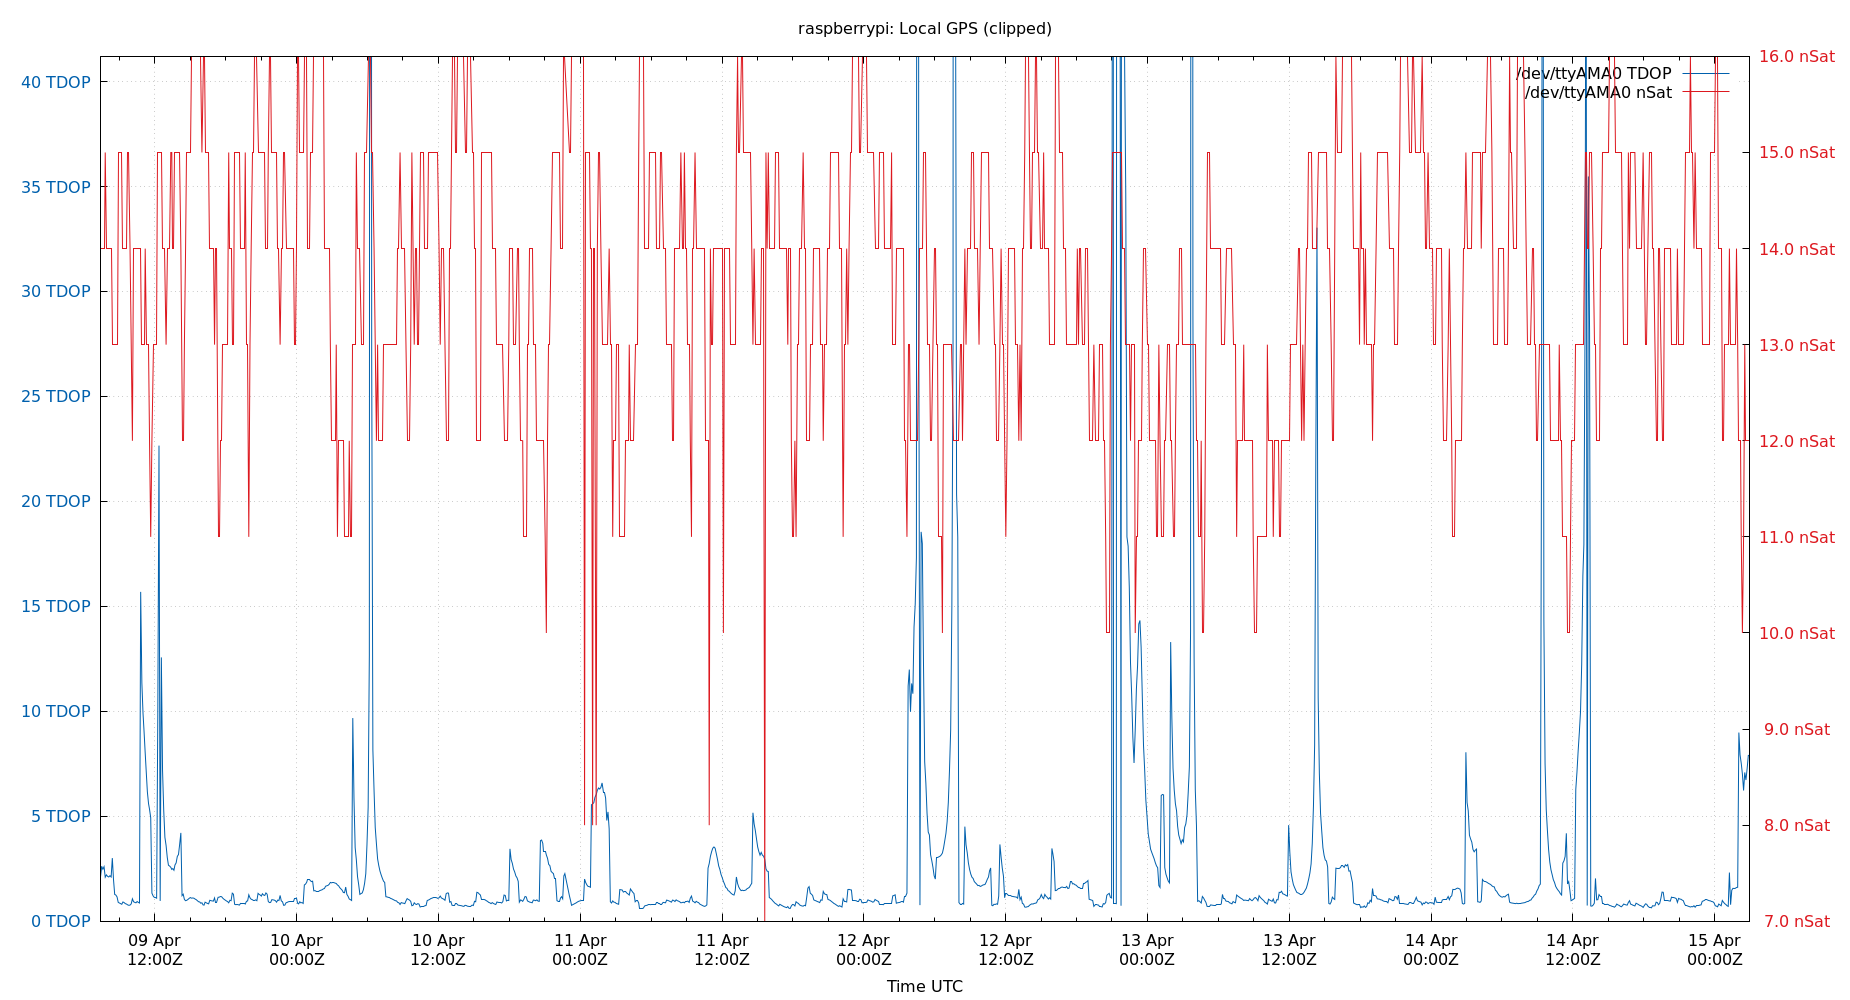 raspberrypi: Local GPS (clipped)
40 TDOP
35 TDOP
30 TDOP
25 TDOP
20 TDOP
15 TDOP
10 TDOP
5 TDOP
0 TDOP
16.0 nSat
15.0 nSat
14.0 nSat
13.0 nSat
12.0 nSat
11.0 nSat
10.0 nSat
9.0 nSat
8.0 nSat
7.0 nSat
/dev/ttyAMA0 TDOP
/dev/ttyAMA0 nSat
09 Apr
12:00Z
10 Apr
00:00Z
10 Apr
12:00Z
11 Apr
00:00Z
11 Apr
12:00Z
12 Apr
00:00Z
12 Apr
12:00Z
13 Apr
00:00Z
13 Apr
12:00Z
14 Apr
00:00Z
14 Apr
12:00Z
15 Apr
00:00Z
Time UTC